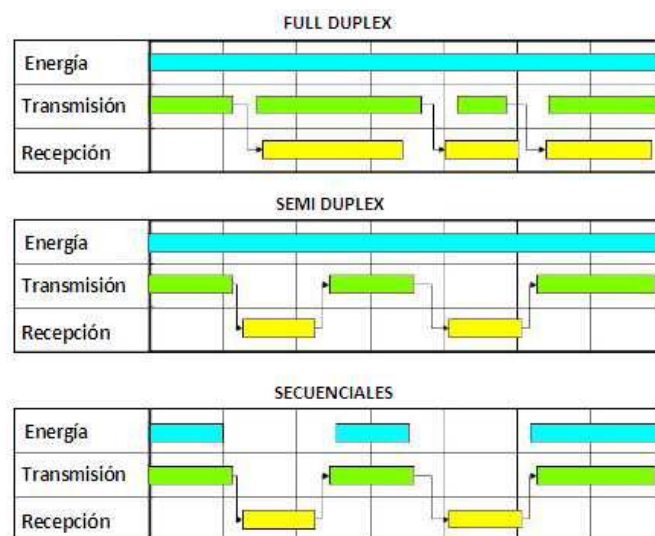 FULL DUPLEX
Energía
Transmisión
Recepción
SEMI DUPLEX
Energía
Transmisión
Recepción
SECUENCIALES
Energía
Transmisión
Recepción